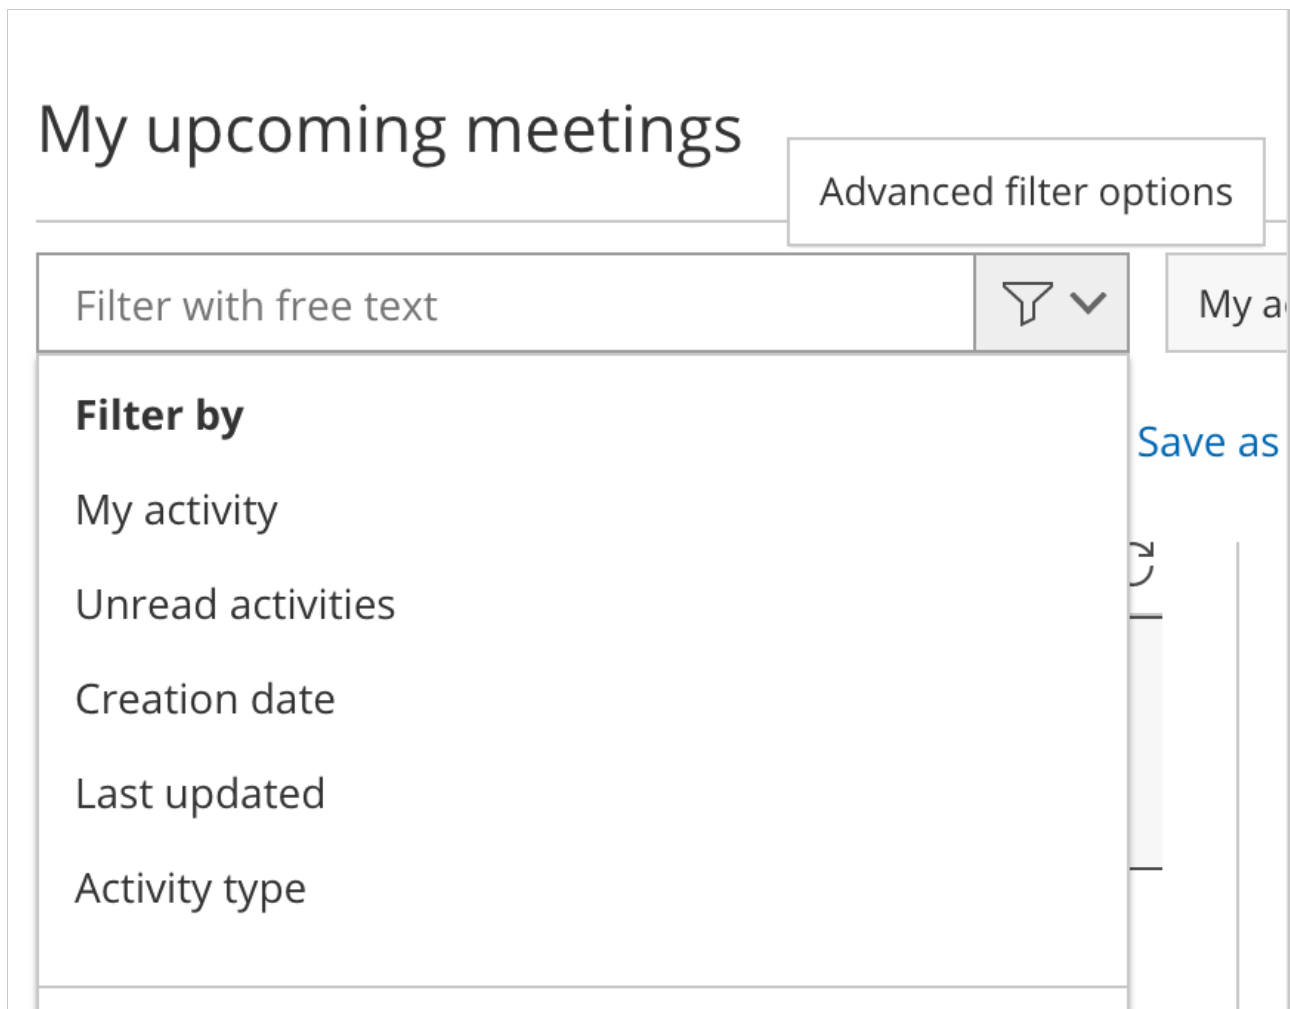 My upcoming meetings
Advanced filter options
Filter with free text
My a
Filter by
Save as
My activity
Unread activities
Creation date
Last updated
Activity type